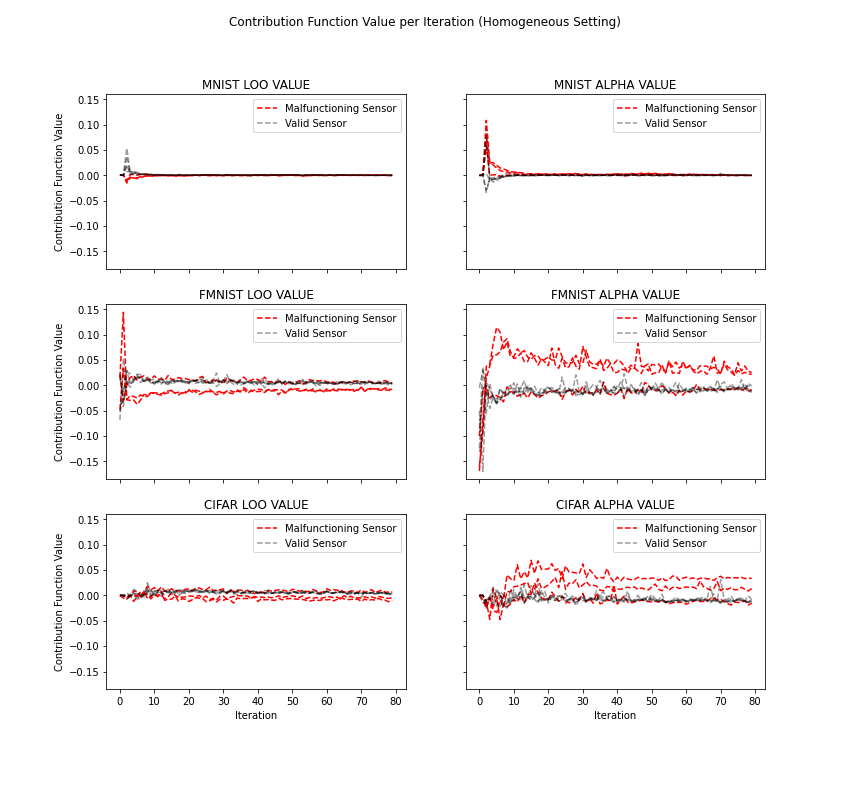 Contribution Function Value per Iteration (Homogeneous Setting)
MNIST LOO VALUE
Contribution Function Value
0.15
0.10
0.05
0.00
−0.05
−0.10
−0.15
Malfunctioning Sensor
Valid Sensor
MNIST ALPHA VALUE
Malfunctioning Sensor
Valid Sensor
FMNIST LOO VALUE
Contribution Function Value
0.15
0.10
0.05
0.00
−0.05
−0.10
−0.15
Malfunctioning Sensor
Valid Sensor
FMNIST ALPHA VALUE
Malfunctioning Sensor
Valid Sensor
CIFAR LOO VALUE
Contribution Function Value
0.15
0.10
0.05
0.00
−0.05
−0.10
−0.15
Malfunctioning Sensor
Valid Sensor
0 10 20 30 40 50 60 70 80
Iteration
CIFAR ALPHA VALUE
Malfunctioning Sensor
Valid Sensor
0 10 20 30 40 50 60 70 80
Iteration